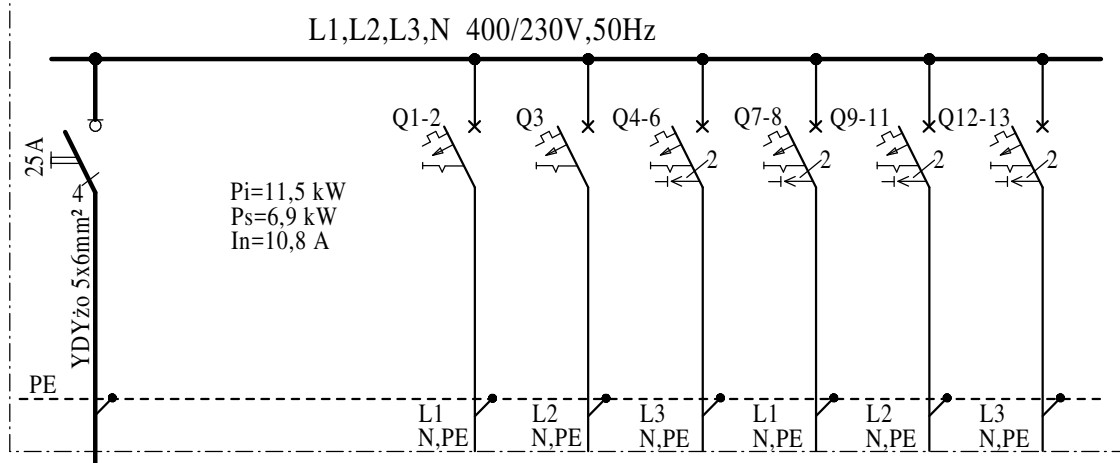 L1,L2,L3,N 400/230V,50Hz
Q1-2
Q3
Q4-6
Q7-8
Q9-11
Q12-13
25A
4
2
2
2
2
Pi=11,5 kW
Ps=6,9 kW
In=10,8 A
YDYżo 5x6mm²
PE
L1
N,PE
L2
N,PE
L3
N,PE
L1
N,PE
L2
N,PE
L3
N,PE